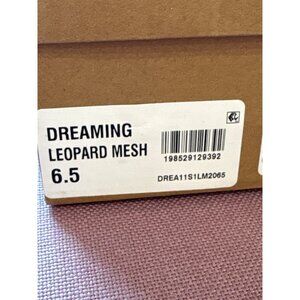 DREAMING
LEOPARD MESH
6.5
198529129392
DREA11S1LM2065